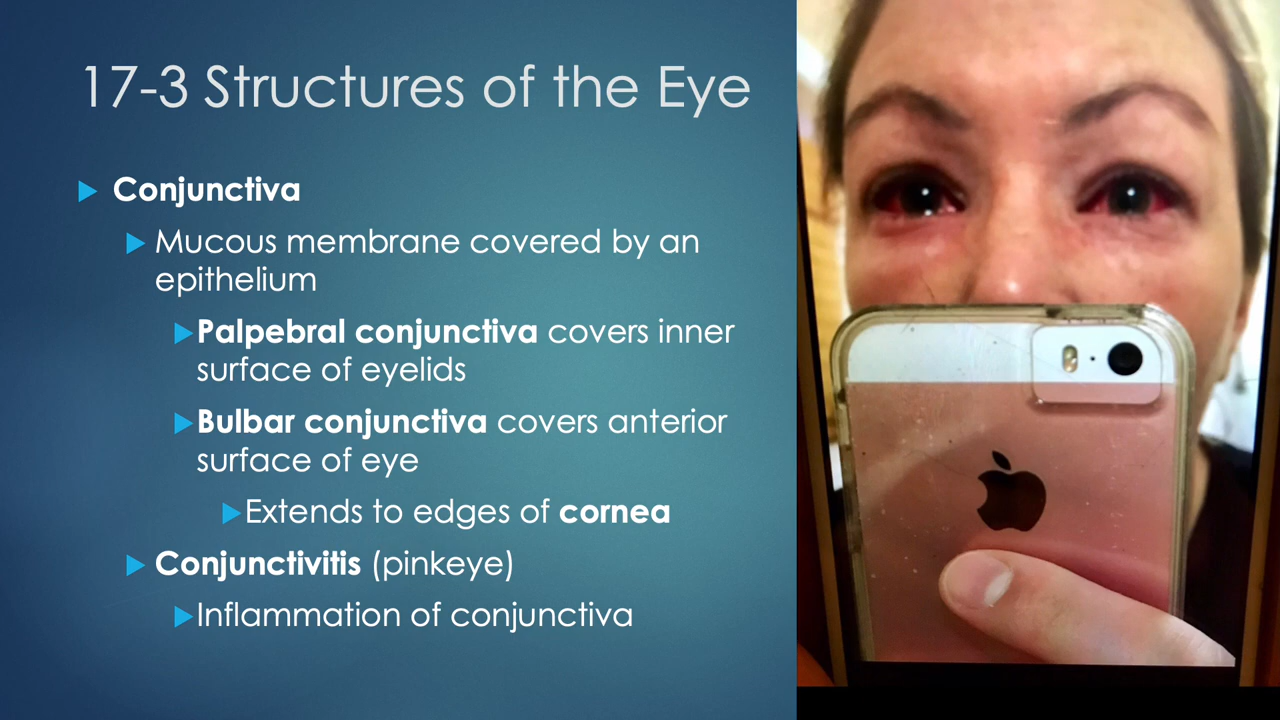 17-3 Structures of the Eye
Conjunctiva
Mucous membrane covered by an
epithelium
Palpebral conjunctiva covers inner
surface of eyelids
Bulbar conjunctiva covers anterior
surface of eye
Extends to edges of cornea
Conjunctivitis (pinkeye)
Inflammation of conjunctiva